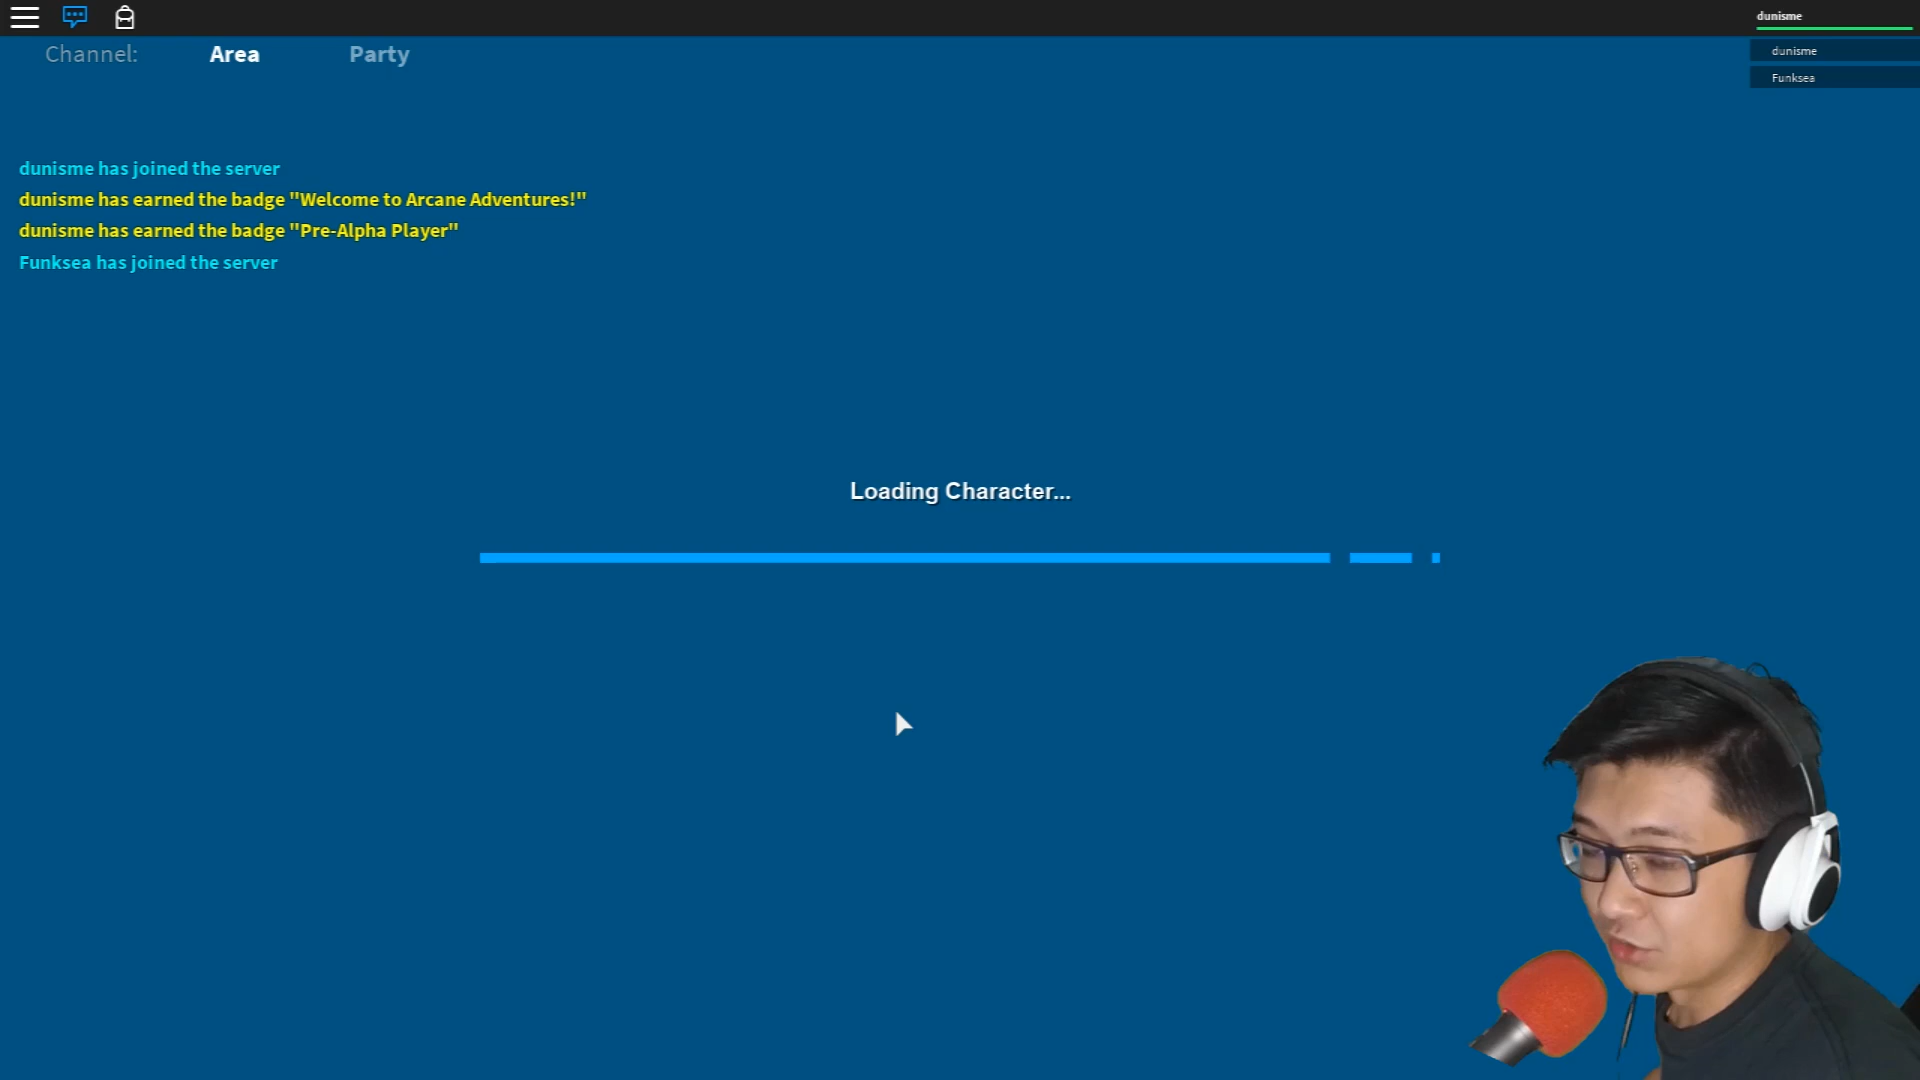 dunisme
Channel: Area Party
dunisme
Funksea
dunisme has joined the server
dunisme has earned the badge "Welcome to Arcane Adventures!"
dunisme has earned the badge "Pre-Alpha Player"
Funksea has joined the server
Loading Character...